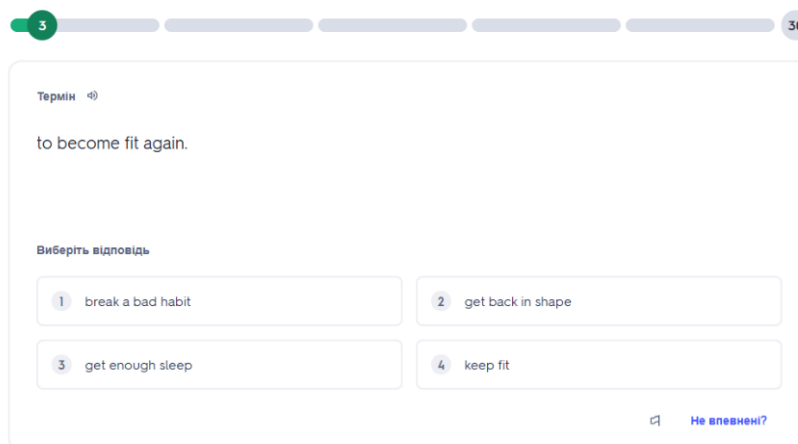 3
Термін
to become fit again.
Виберіть відповідь
1 break a bad habit
2 get back in shape
3 get enough sleep
4 keep fit
Не впевнені?